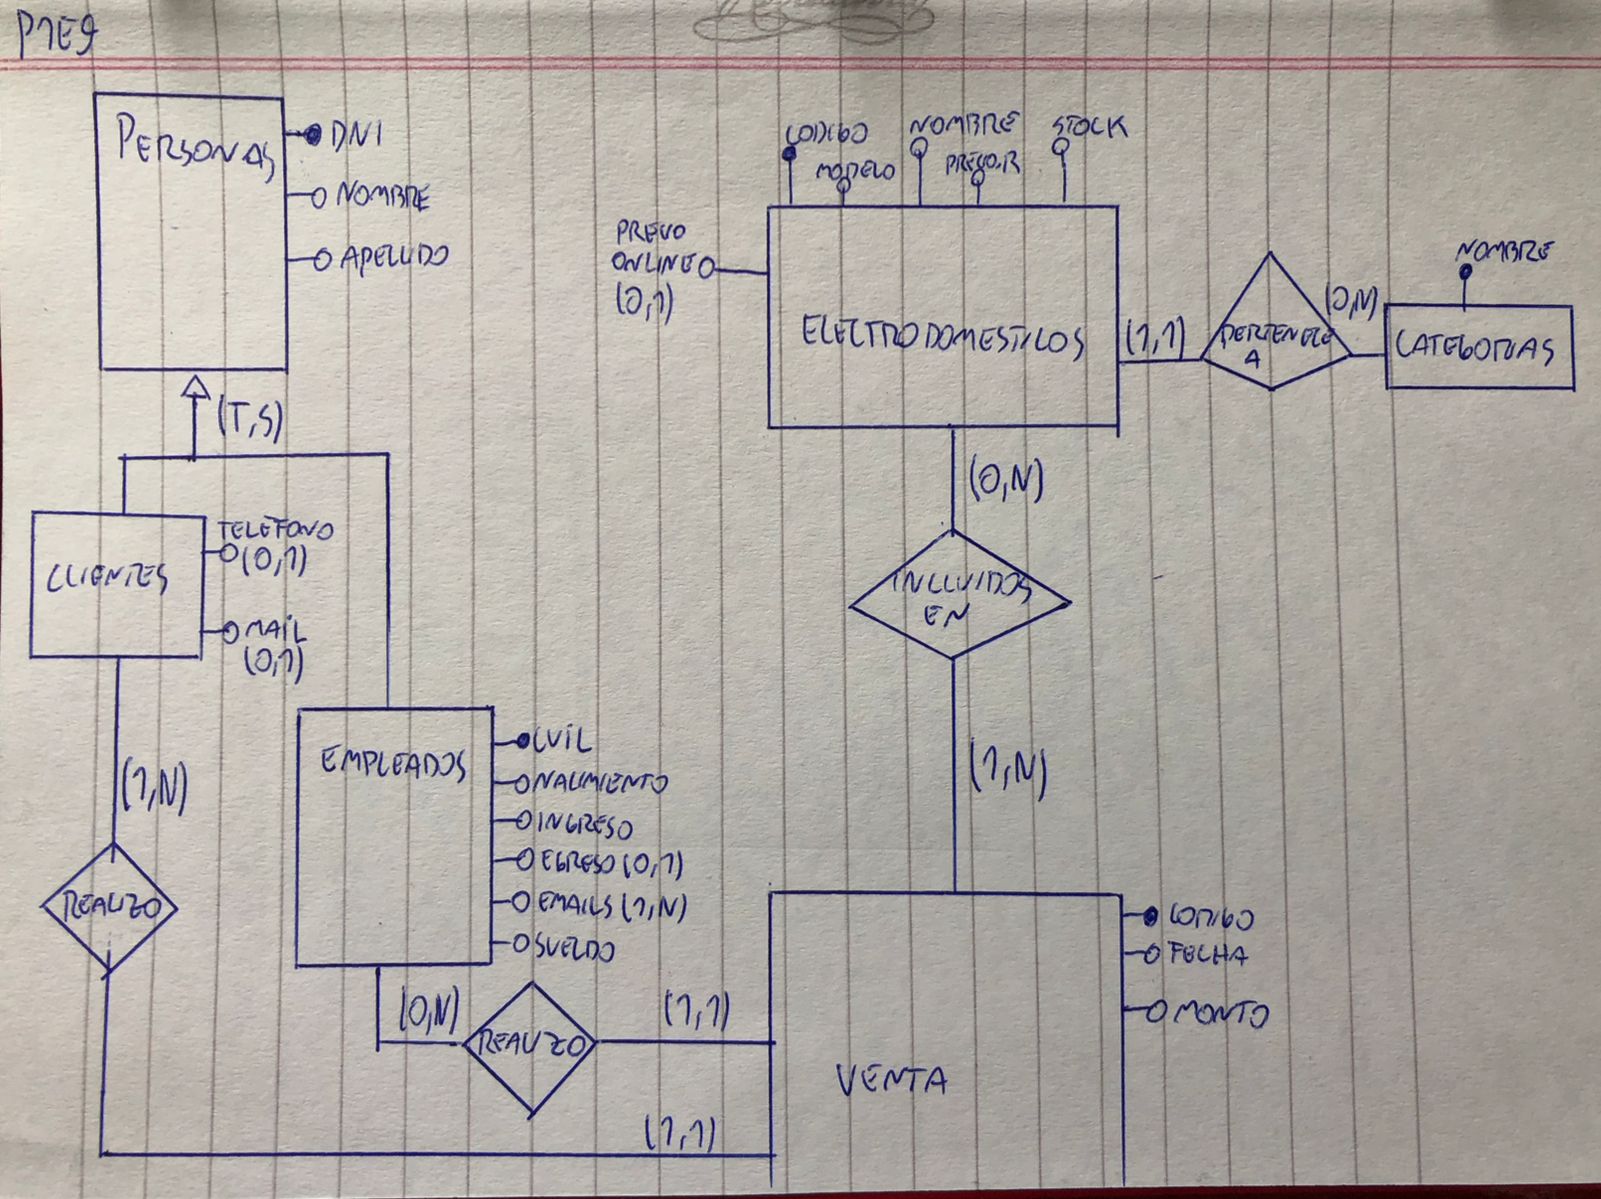 P1E9
PERSONAS
DNI
NOMBRE
APELLIDO
(T,S)
CLIENTES
TELEFONO
(0,1)
MAIL
(0,1)
(1,N)
REALIZO
EMPLEADOS
CUIL
NACIMIENTO
INGRESO
EGRESO (0,1)
EMAILS (1,N)
SUELDO
(0,N)
REALIZO
(1,1)
(1,1)
CODIGO
MODELO
NOMBRE
PRECIO.R
STOCK
PRECIO
ONLINE
(0,1)
ELECTRODOMESTICOS
(1,1)
PERTENECE
A
(0,N)
NOMBRE
CATEGORIAS
(0,N)
INCLUIDOS
EN
(1,N)
VENTA
CODIGO
FECHA
MONTO